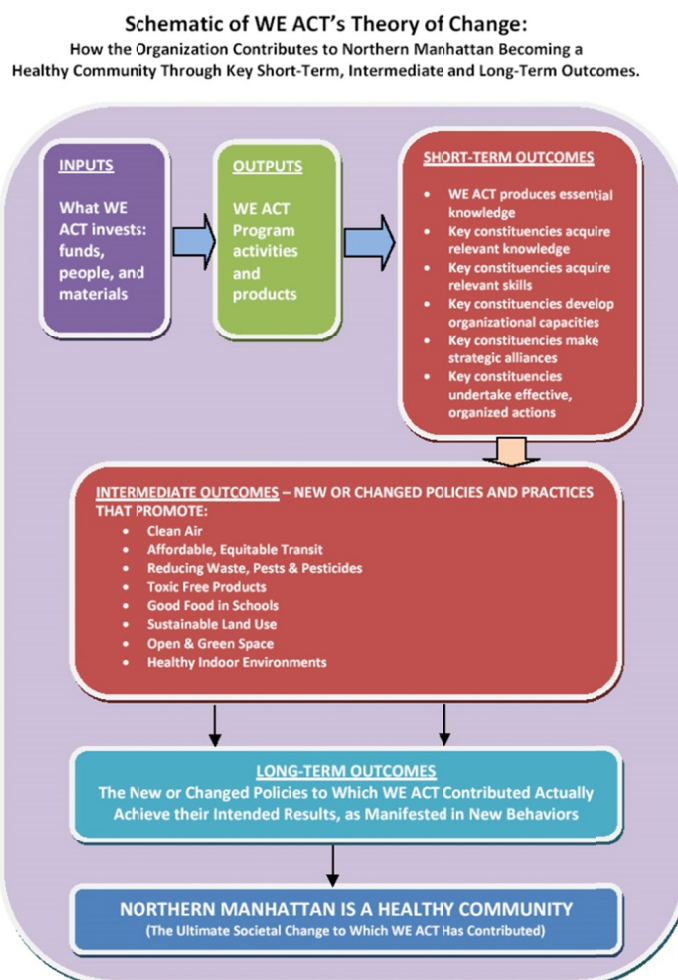 Schematic of WE ACT's Theory of Change:
How the Organization Contributes to Northern Manhattan Becoming a
Healthy Community Through Key Short-Term, Intermediate and Long-Term Outcomes.
INPUTS
What WE
ACT invests:
funds,
people, and
materials
OUTPUTS
WE ACT
Program
activities
and
products
SHORT-TERM OUTCOMES
• WE ACT produces essential
knowledge
• Key constituencies acquire
relevant knowledge
• Key constituencies acquire
relevant skills
• Key constituencies develop
organizational capacities
• Key constituencies make
strategic alliances
• Key constituencies
undertake effective,
organized actions
INTERMEDIATE OUTCOMES – NEW OR CHANGED POLICIES AND PRACTICES
THAT PROMOTE:
• Clean Air
• Affordable, Equitable Transit
• Reducing Waste, Pests & Pesticides
• Toxic Free Products
• Good Food in Schools
• Sustainable Land Use
• Open & Green Space
• Healthy Indoor Environments
LONG-TERM OUTCOMES
The New or Changed Policies to Which WE ACT Contributed Actually
Achieve their Intended Results, as Manifested in New Behaviors
NORTHERN MANHATTAN IS A HEALTHY COMMUNITY
(The Ultimate Societal Change to Which WE ACT Has Contributed)